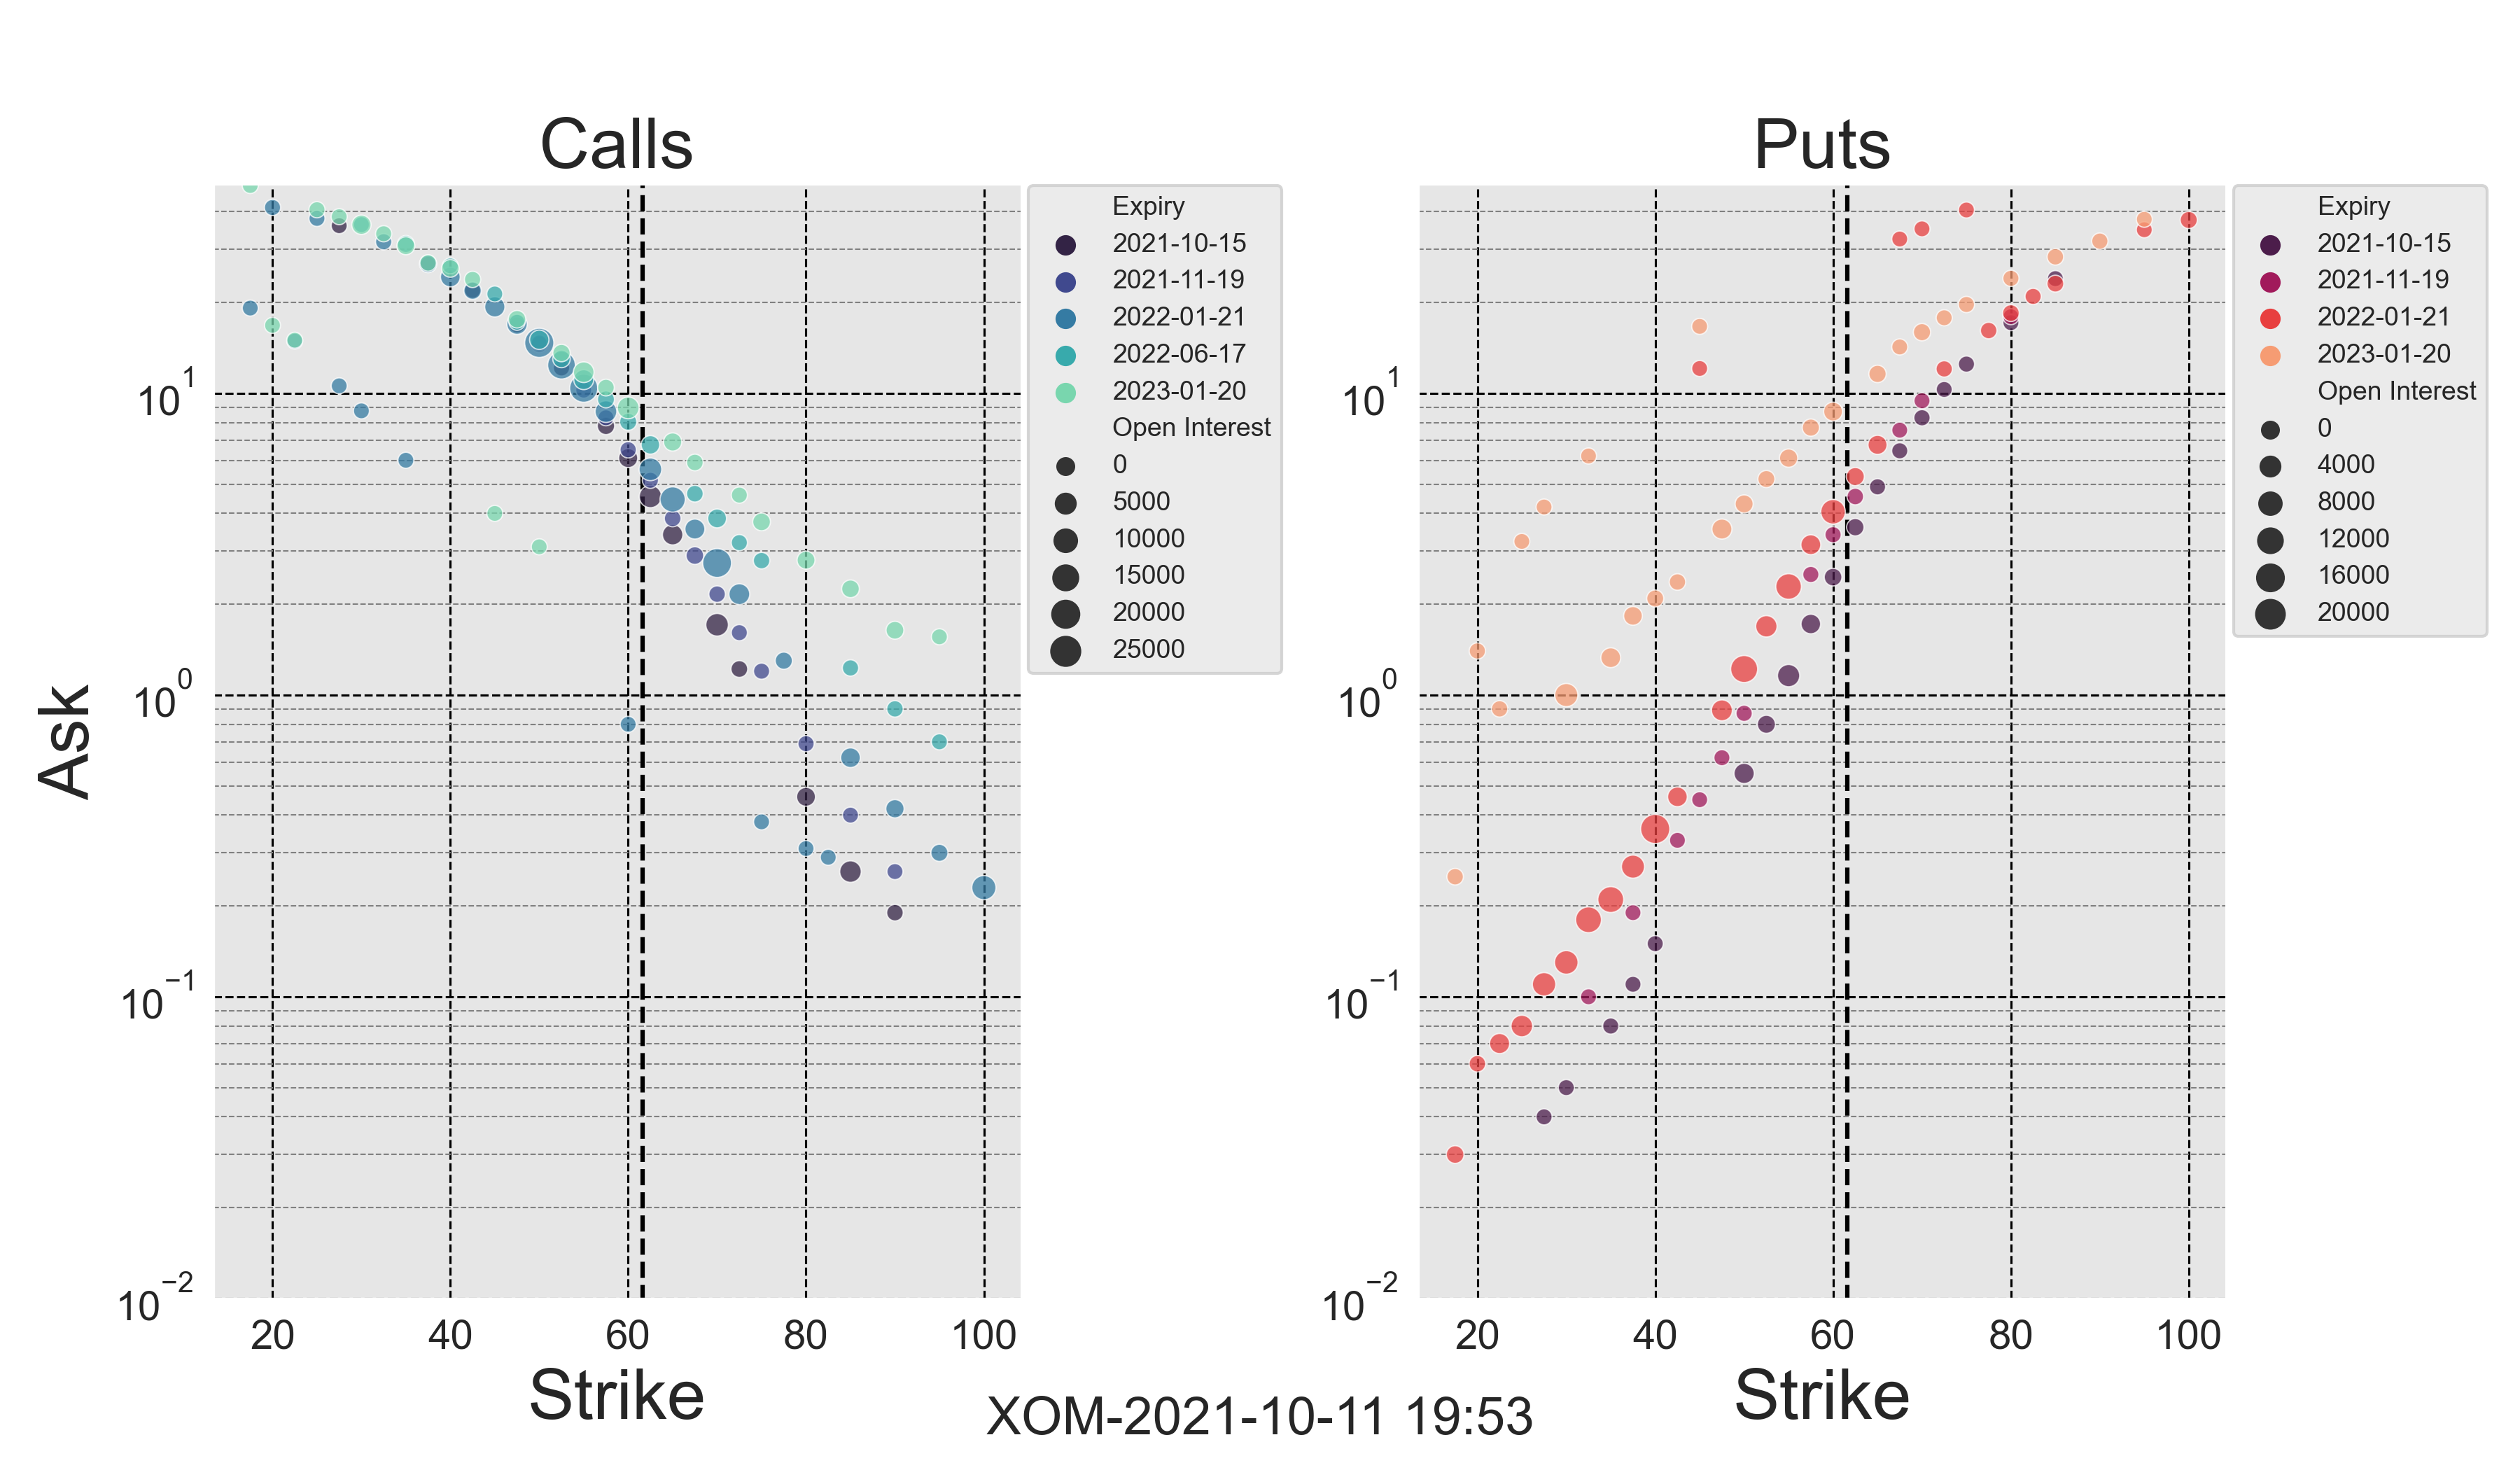 Calls
Ask
10^1
10^0
10^−1
10^−2
20 40 60 80 100
Strike
Expiry
2021-10-15
2021-11-19
2022-01-21
2022-06-17
2023-01-20
Open Interest
0
5000
10000
15000
20000
25000
Puts
10^1
10^0
10^−1
10^−2
20 40 60 80 100
Strike
Expiry
2021-10-15
2021-11-19
2022-01-21
2023-01-20
Open Interest
0
4000
8000
12000
16000
20000
XOM-2021-10-11 19:53